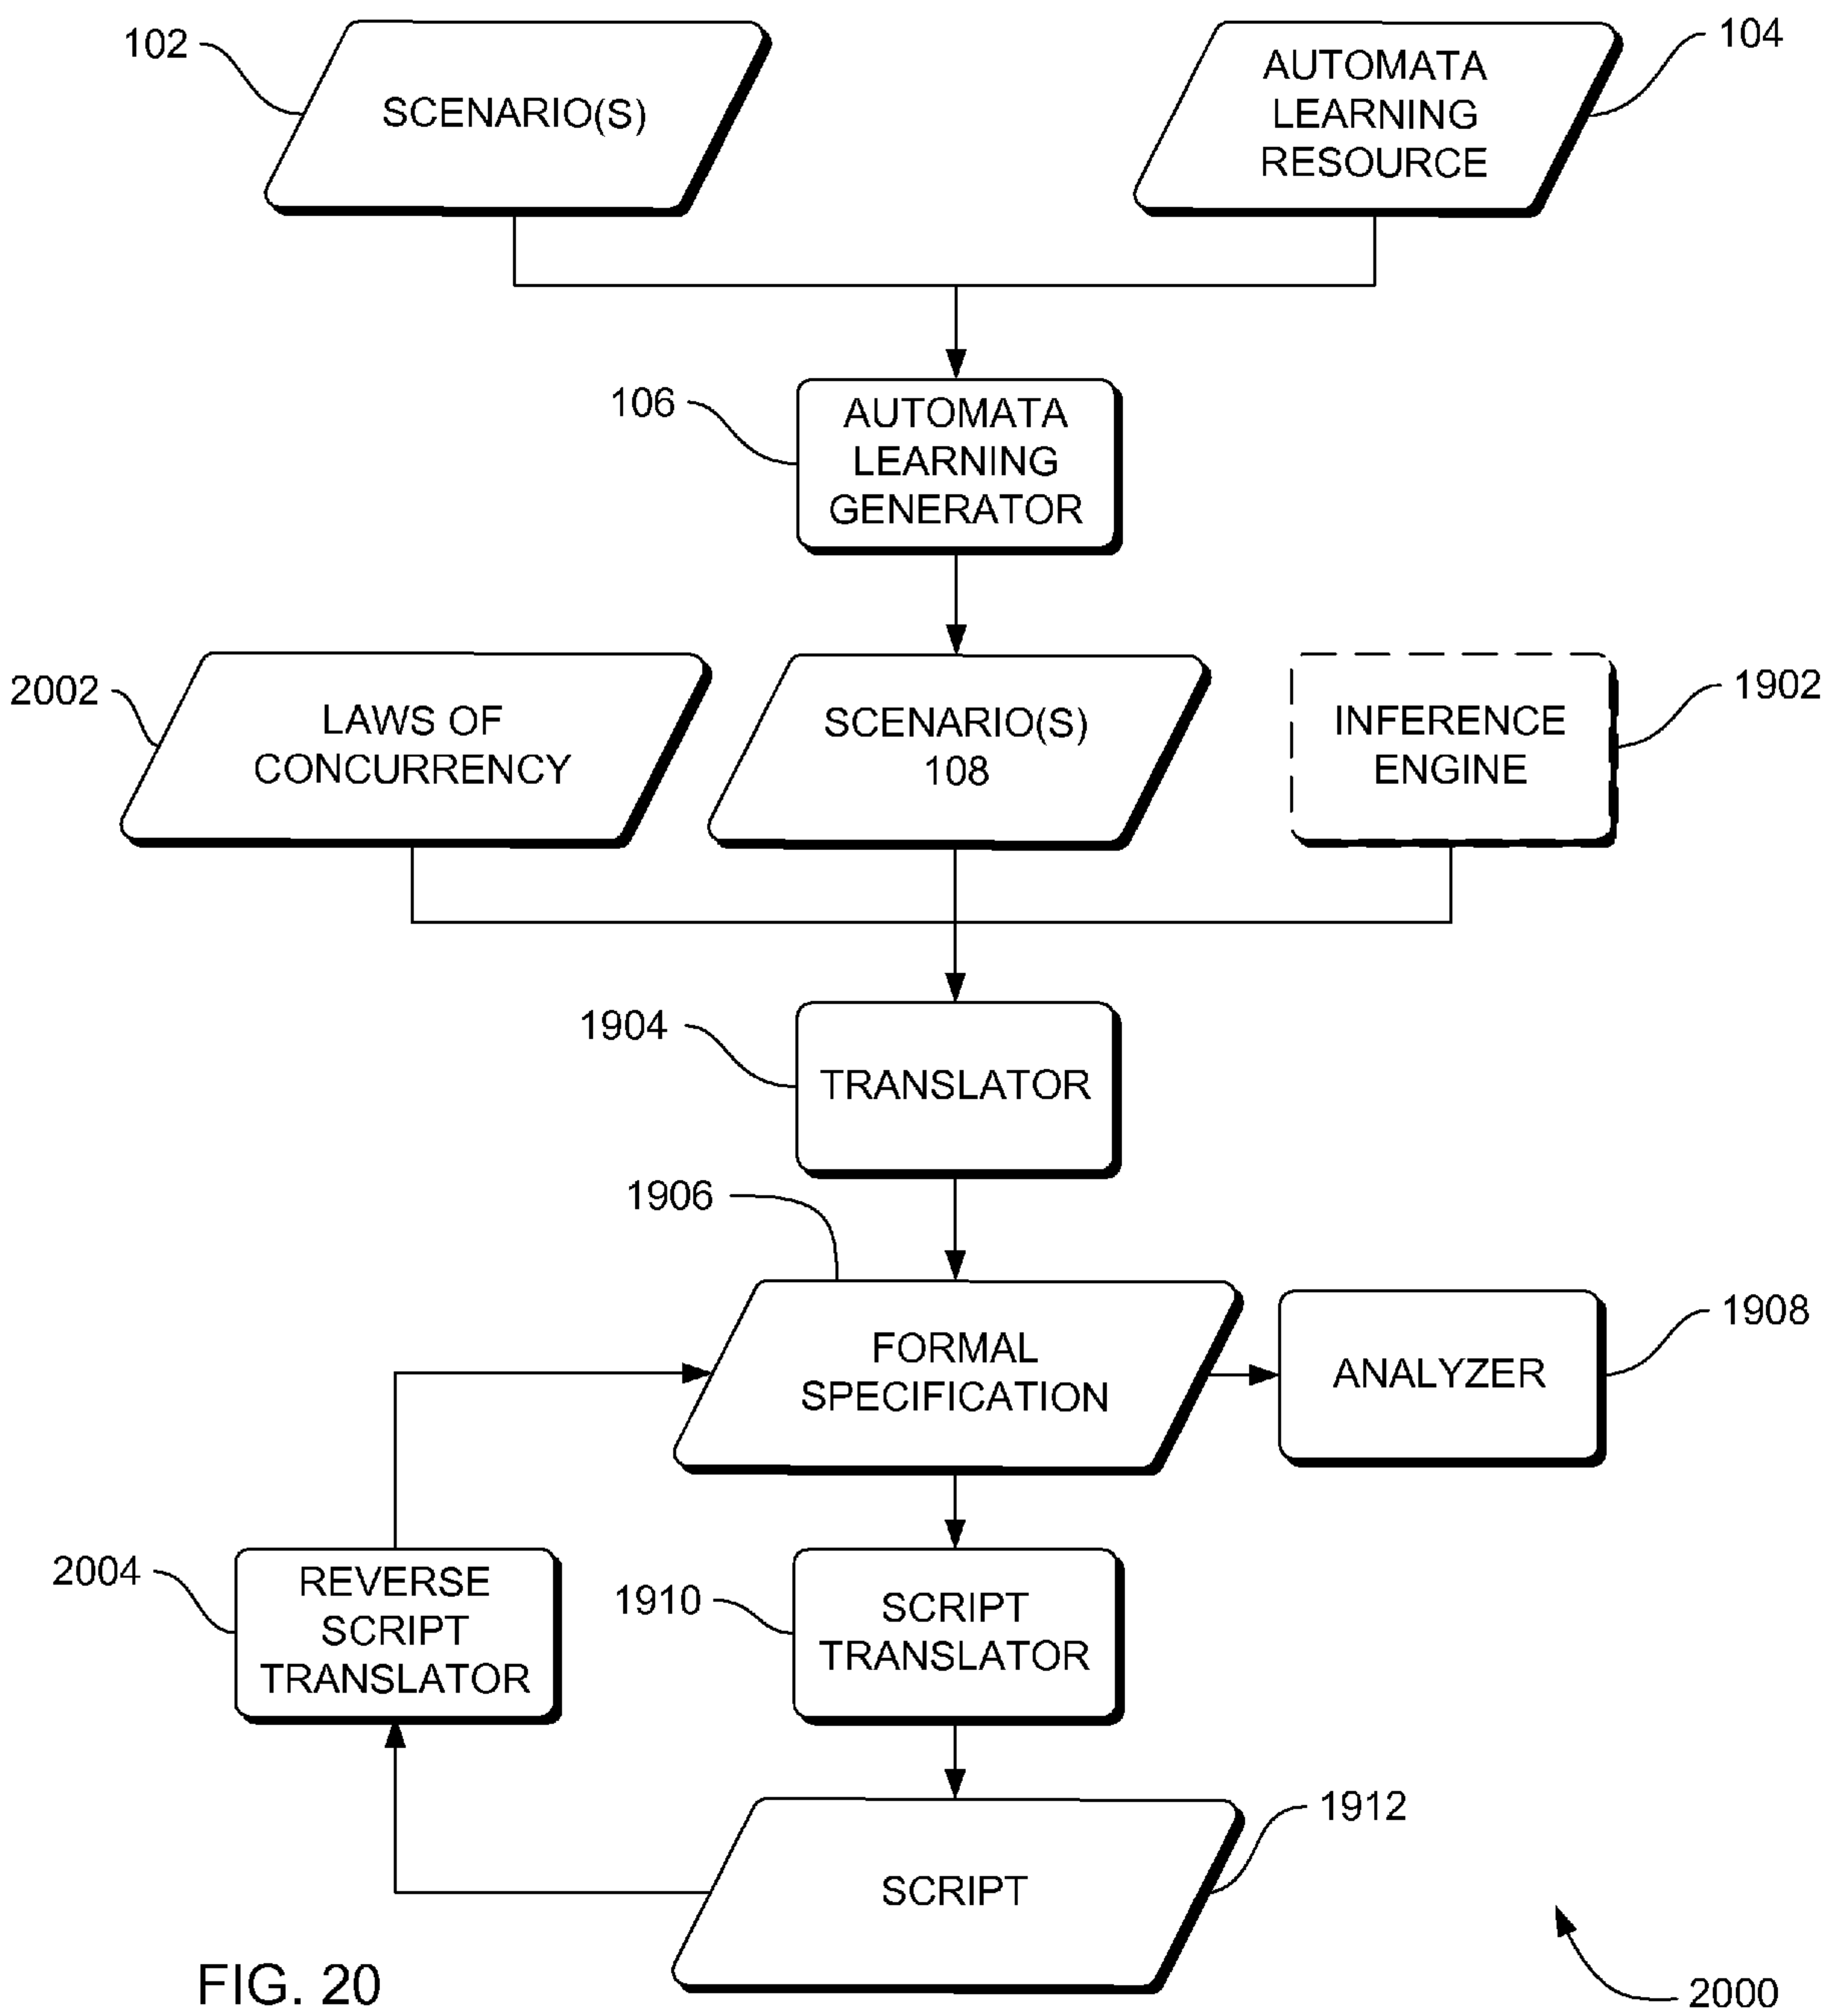 102
SCENARIO(S)
AUTOMATA
LEARNING
RESOURCE
104
106
AUTOMATA
LEARNING
GENERATOR
2002
LAWS OF
CONCURRENCY
SCENARIO(S)
108
INFERENCE
ENGINE
1902
1904
TRANSLATOR
1906
FORMAL
SPECIFICATION
ANALYZER
1908
2004
REVERSE
SCRIPT
TRANSLATOR
1910
SCRIPT
TRANSLATOR
SCRIPT
1912
FIG. 20
2000